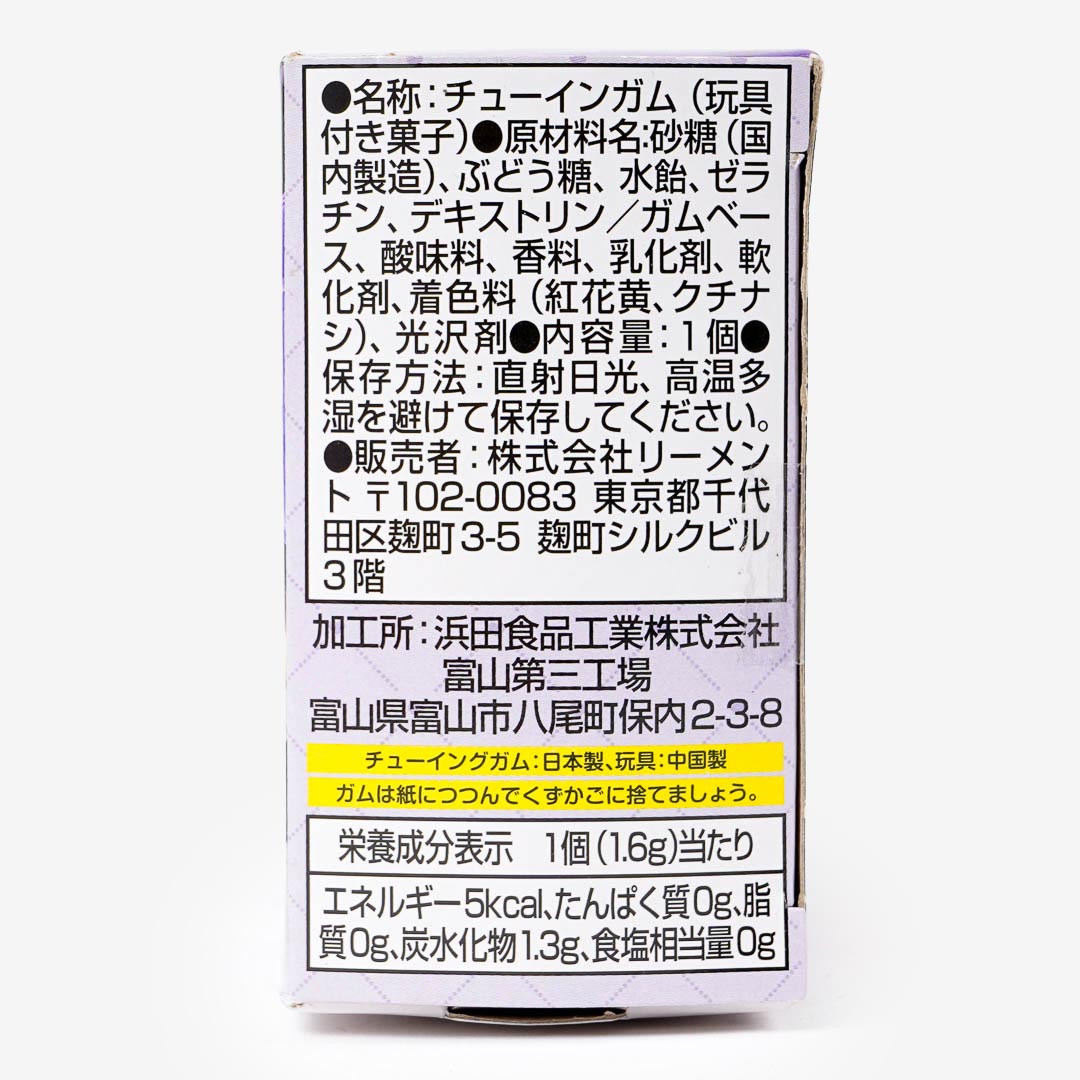 ●名称：チューインガム（玩具
付き菓子）●原材料名:砂糖（国
内製造）、ぶどう糖、水飴、ゼラ
チン、デキストリン／ガムベー
ス、酸味料、香料、乳化剤、軟
化剤、着色料（紅花黄、クチナ
シ）、光沢剤●内容量：1個●
保存方法：直射日光、高温多
湿を避けて保存してください。
●販売者：株式会社リーメン
ト 〒102-0083 東京都千代
田区麹町3-5 麹町シルクビル
3階
加工所：浜田食品工業株式会社
富山第三工場
富山県富山市八尾町保内2-3-8
チューイングガム：日本製、玩具：中国製
ガムは紙につつんでくずかごに捨てましょう。
栄養成分表示 1個(1.6g)当たり
エネルギー5kcal、たんぱく質0g、脂
質0g、炭水化物1.3g、食塩相当量0g